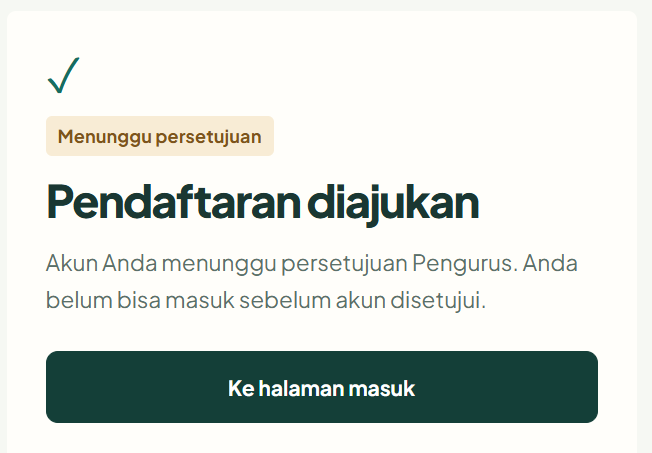 Menunggu persetujuan
Pendaftaran diajukan
Akun Anda menunggu persetujuan Pengurus. Anda
belum bisa masuk sebelum akun disetujui.
Ke halaman masuk